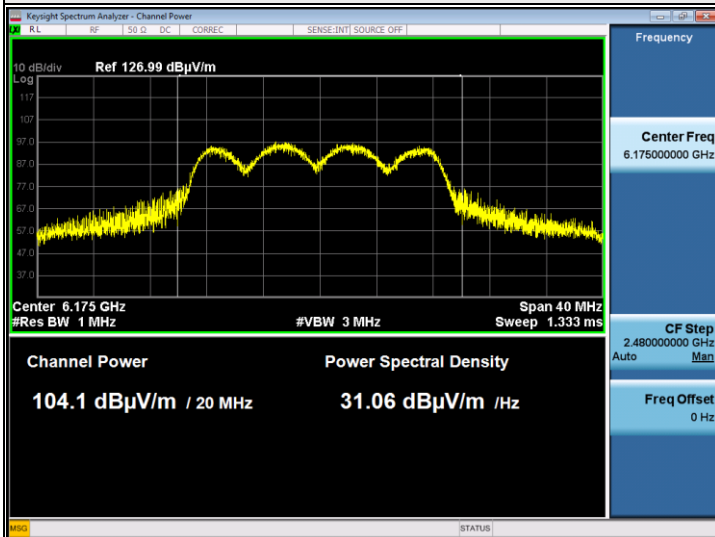 Keysight Spectrum Analyzer - Channel Power
RL RF 50 Ω DC CORREC SENSE:INT SOURCE OFF
Frequency
10 dB/div Ref 126.99 dBµV/m
Log
117
107
97.0
87.0
77.0
67.0
57.0
47.0
37.0
Center Freq
6.175000000 GHz
Center 6.175 GHz Span 40 MHz
#Res BW 1 MHz #VBW 3 MHz Sweep 1.333 ms
CF Step
2.480000000 GHz
Auto Man
Channel Power Power Spectral Density
104.1 dBµV/m / 20 MHz 31.06 dBµV/m /Hz
Freq Offset
0 Hz
MSG STATUS